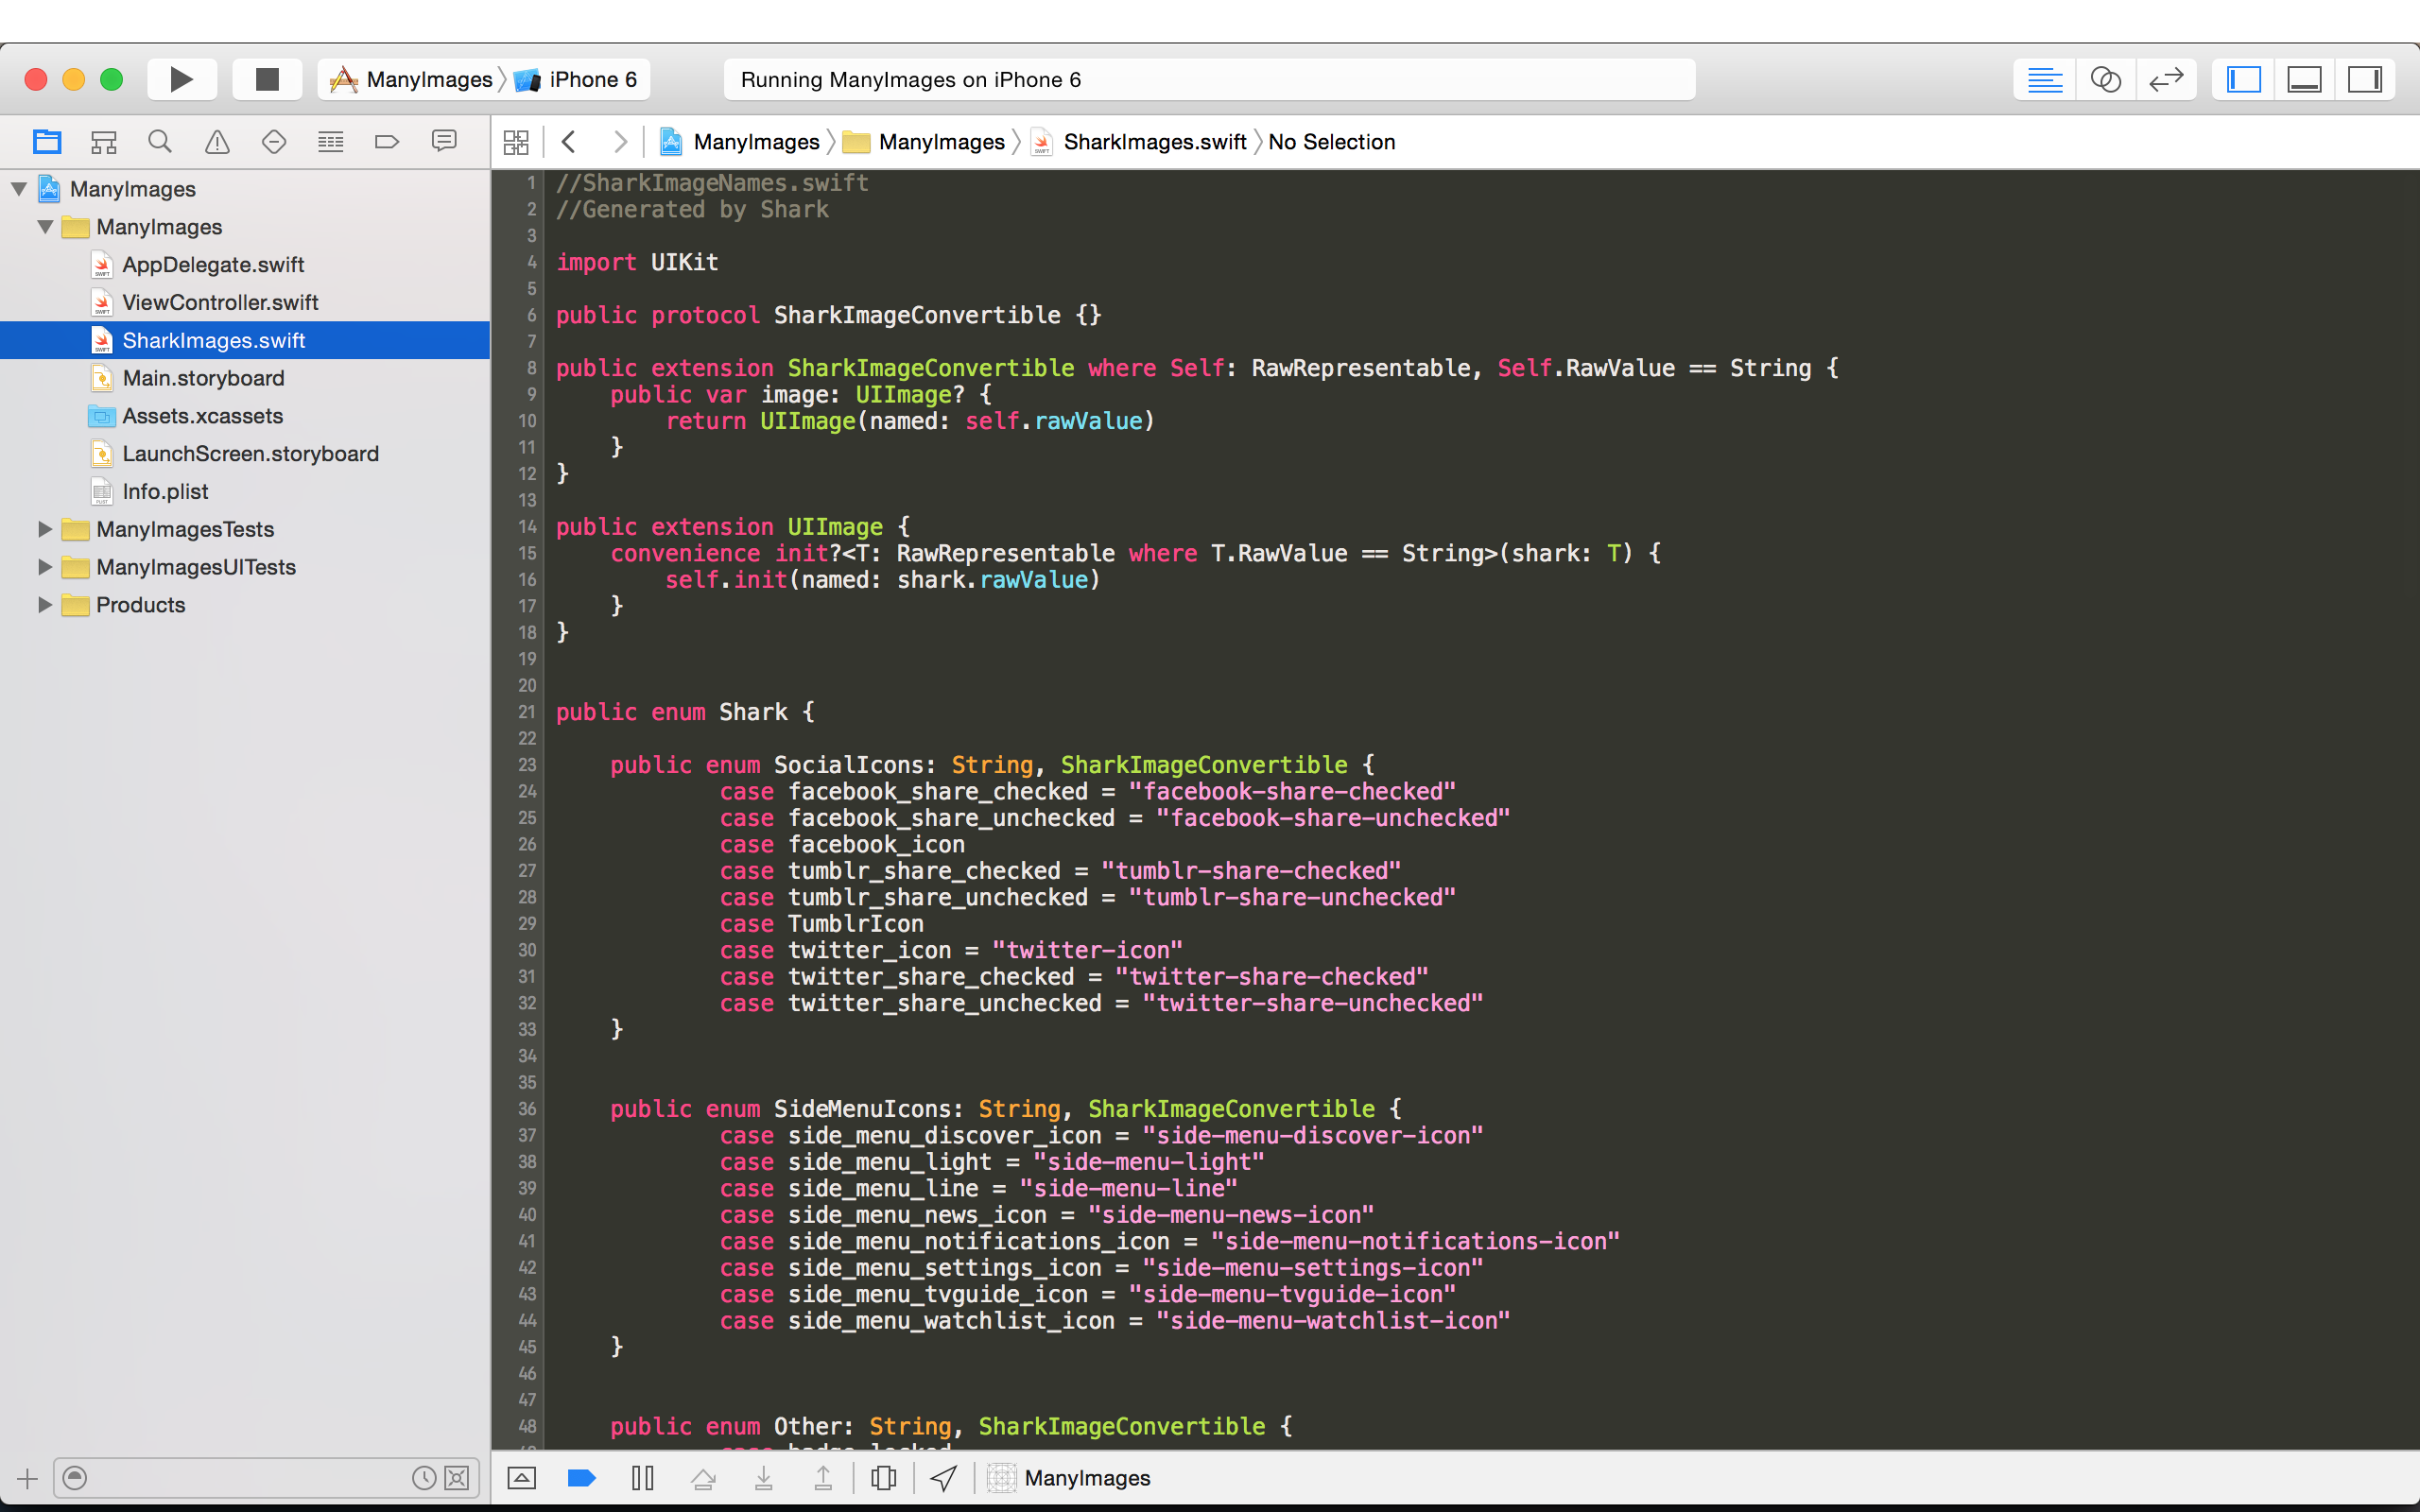 ManyImages
iPhone 6
Running ManyImages on iPhone 6
ManyImages
ManyImages
SharkImages.swift
No Selection
ManyImages
ManyImages
AppDelegate.swift
ViewController.swift
SharkImages.swift
Main.storyboard
Assets.xcassets
LaunchScreen.storyboard
Info.plist
ManyImagesTests
ManyImagesUITests
Products
1 //SharkImageNames.swift
2 //Generated by Shark
3
4 import UIKit
5
6 public protocol SharkImageConvertible {}
7
8 public extension SharkImageConvertible where Self: RawRepresentable, Self.RawValue == String {
9 public var image: UIImage? {
10 return UIImage(named: self.rawValue)
11 }
12 }
13
14 public extension UIImage {
15 convenience init?<T: RawRepresentable where T.RawValue == String>(shark: T) {
16 self.init(named: shark.rawValue)
17 }
18 }
19
20
21 public enum Shark {
22
23 public enum SocialIcons: String, SharkImageConvertible {
24 case facebook_share_checked = "facebook-share-checked"
25 case facebook_share_unchecked = "facebook-share-unchecked"
26 case facebook_icon
27 case tumblr_share_checked = "tumblr-share-checked"
28 case tumblr_share_unchecked = "tumblr-share-unchecked"
29 case TumblrIcon
30 case twitter_icon = "twitter-icon"
31 case twitter_share_checked = "twitter-share-checked"
32 case twitter_share_unchecked = "twitter-share-unchecked"
33 }
34
35
36 public enum SideMenuIcons: String, SharkImageConvertible {
37 case side_menu_discover_icon = "side-menu-discover-icon"
38 case side_menu_light = "side-menu-light"
39 case side_menu_line = "side-menu-line"
40 case side_menu_news_icon = "side-menu-news-icon"
41 case side_menu_notifications_icon = "side-menu-notifications-icon"
42 case side_menu_settings_icon = "side-menu-settings-icon"
43 case side_menu_tvguide_icon = "side-menu-tvguide-icon"
44 case side_menu_watchlist_icon = "side-menu-watchlist-icon"
45 }
46
47
48 public enum Other: String, SharkImageConvertible {
ManyImages